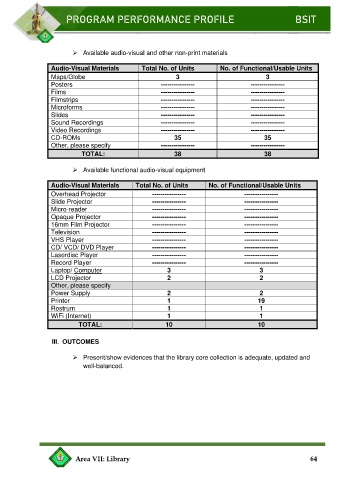 PROGRAM PERFORMANCE PROFILE BSIT
➢ Available audio-visual and other non-print materials
Audio-Visual Materials Total No. of Units No. of Functional/Usable Units
Maps/Globe 3 3
Posters ---------------- ----------------
Films ---------------- ----------------
Filmstrips ---------------- ----------------
Microforms ---------------- ----------------
Slides ---------------- ----------------
Sound Recordings ---------------- ----------------
Video Recordings ---------------- ----------------
CD-ROMs 35 35
Other, please specify ---------------- ----------------
TOTAL: 38 38
➢ Available functional audio-visual equipment
Audio-Visual Materials Total No. of Units No. of Functional/Usable Units
Overhead Projector ---------------- ----------------
Slide Projector ---------------- ----------------
Micro-reader ---------------- ----------------
Opaque Projector ---------------- ----------------
16mm Film Projector ---------------- ----------------
Television ---------------- ----------------
VHS Player ---------------- ----------------
CD/ VCD/ DVD Player ---------------- ----------------
Laserdisc Player ---------------- ----------------
Record Player ---------------- ----------------
Laptop/ Computer 3 3
LCD Projector 2 2
Other, please specify
Power Supply 2 2
Printer 1 19
Rostrum 1 1
WiFi (Internet) 1 1
TOTAL: 10 10
III. OUTCOMES
➢ Present/show evidences that the library core collection is adequate, updated and
well-balanced.
Area VII: Library 64